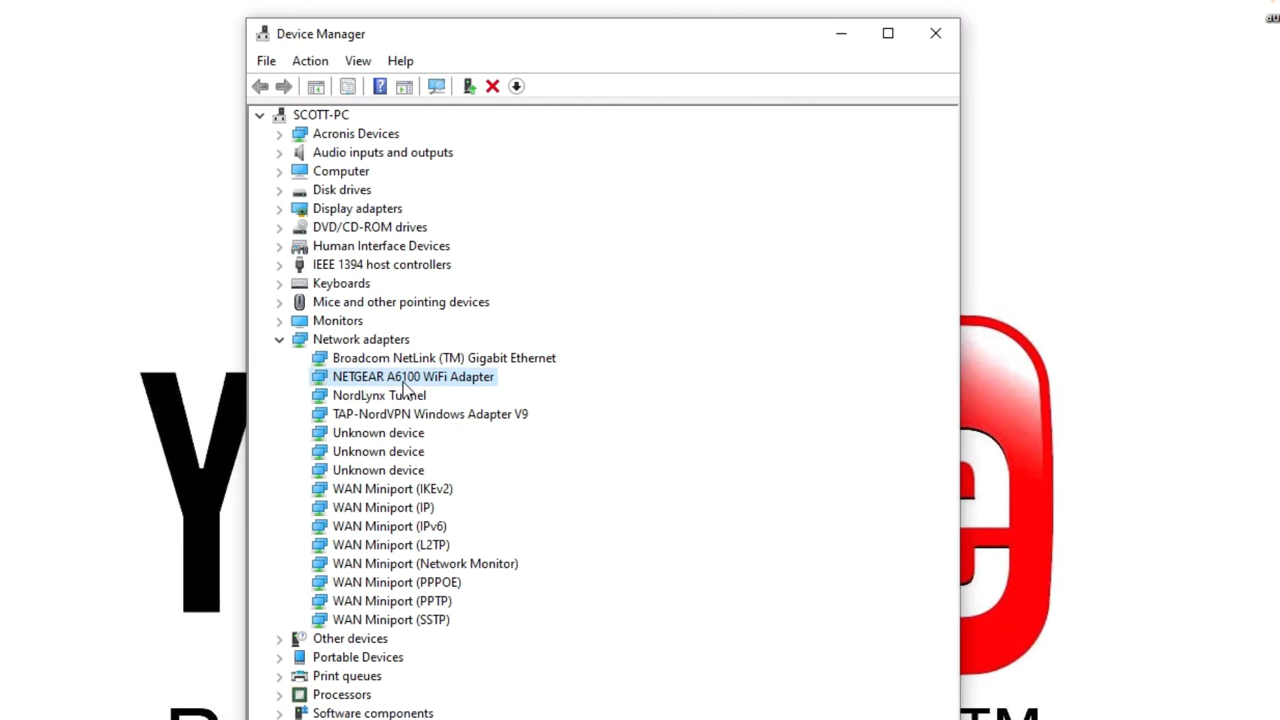 Device Manager
File Action View Help
SCOTT-PC
Acronis Devices
Audio inputs and outputs
Computer
Disk drives
Display adapters
DVD/CD-ROM drives
Human Interface Devices
IEEE 1394 host controllers
Keyboards
Mice and other pointing devices
Monitors
Network adapters
Broadcom NetLink (TM) Gigabit Ethernet
NETGEAR A6100 WiFi Adapter
NordLynx Tunnel
TAP-NordVPN Windows Adapter V9
Unknown device
Unknown device
Unknown device
WAN Miniport (IKEv2)
WAN Miniport (IP)
WAN Miniport (IPv6)
WAN Miniport (L2TP)
WAN Miniport (Network Monitor)
WAN Miniport (PPPOE)
WAN Miniport (PPTP)
WAN Miniport (SSTP)
Other devices
Portable Devices
Print queues
Processors
Software components
Y
e
TM